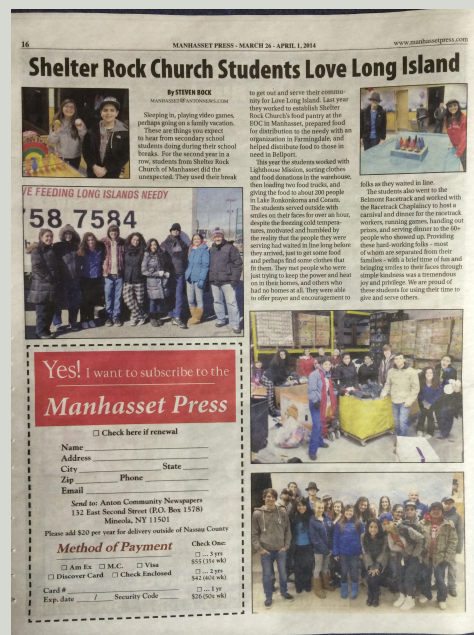 16
MANHASSET PRESS - MARCH 26 - APRIL 1, 2014
www.manhassetpress.com
Shelter Rock Church Students Love Long Island
By STEVEN BOCK
MANHASSET@ANTONNEWS.COM
Sleeping in, playing video games,
perhaps going on a family vacation.
These are things you expect
to hear from secondary school
students doing during their school
breaks. For the second year in a
row, students from Shelter Rock
Church of Manhasset did the
unexpected. They used their break
to get out and serve their commu-
nity for Love Long Island. Last year
they worked to establish Shelter
Rock Church's food pantry at the
EOC in Manhasset, prepared food
for distribution to the needy with an
organization in Farmingdale, and
helped distribute food to those in
need in Bellport.
This year the students worked with
Lighthouse Mission, sorting clothes
and food donations in the warehouse,
then loading two food trucks, and
giving the food to about 200 people
in Lake Ronkonkoma and Coram.
The students served outside with
smiles on their faces for over an hour,
despite the freezing cold tempera-
tures, motivated and humbled by
the reality that the people they were
serving had waited in line long before
they arrived, just to get some food
and perhaps find some clothes that
fit them. They met people who were
just trying to keep the power and heat
on in their homes, and others who
had no homes at all. They were able
to offer prayer and encouragement to
folks as they waited in line.
The students also went to the
Belmont Racetrack and worked with
the Racetrack Chaplaincy to host a
carnival and dinner for the racetrack
workers, running games, handing out
prizes, and serving dinner to the 60+
people who showed up. Providing
these hard-working folks – most
of whom are separated from their
families – with a brief time of fun and
bringing smiles to their faces through
simple kindness was a tremendous
joy and privilege. We are proud of
these students for using their time to
give and serve others.
VE FEEDING LONG ISLANDS NEEDY
58 7584
Yes! I want to subscribe to the
Manhasset Press
☐ Check here if renewal
Name
Address
City State
Zip Phone
Email
Send to: Anton Community Newspapers
132 East Second Street (P.O. Box 1578)
Mineola, NY 11501
Please add $20 per year for delivery outside of Nassau County
Method of Payment
☐ Am Ex ☐ M.C. ☐ Visa
☐ Discover Card ☐ Check Enclosed
Card #
Exp. date / Security Code
Check One:
☐ ... 3 yrs
$55 (35¢ wk)
☐ ... 2 yrs
$42 (40¢ wk)
☐ ... 1 yr
$26 (50¢ wk)